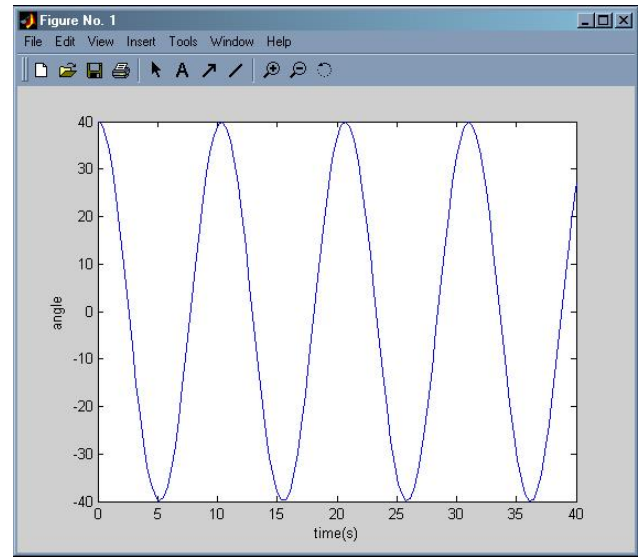 Figure No. 1
File Edit View Insert Tools Window Help
A
40
30
20
10
0
-10
-20
-30
-40
angle
0 5 10 15 20 25 30 35 40
time(s)